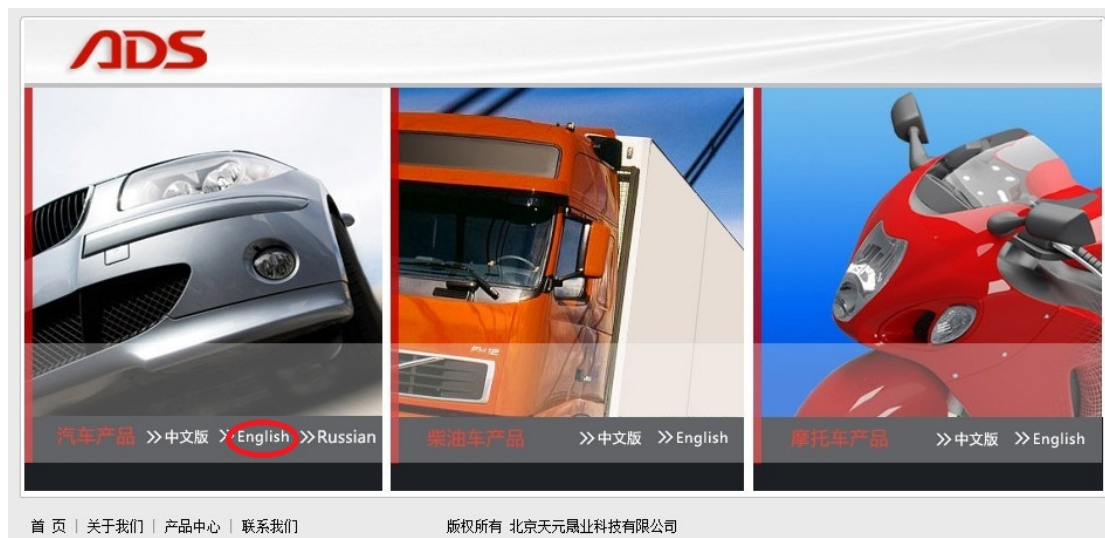 ADS
FM12
汽车产品 >>中文版 >>English >>Russian
柴油车产品 >>中文版 >>English
摩托车产品 >>中文版 >>English
首 页 | 关于我们 | 产品中心 | 联系我们 版权所有 北京天元晟业科技有限公司